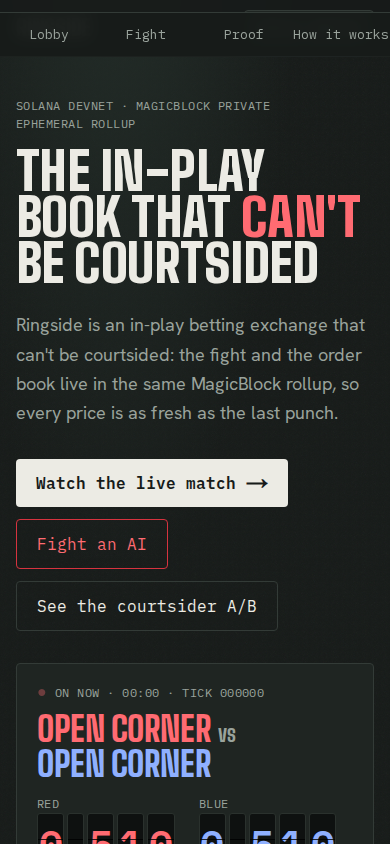 Lobby Fight Proof How it works
SOLANA DEVNET · MAGICBLOCK PRIVATE
EPHEMERAL ROLLUP
THE IN-PLAY
BOOK THAT CAN'T
BE COURTSIDED
Ringside is an in-play betting exchange that
can't be courtsided: the fight and the order
book live in the same MagicBlock rollup, so
every price is as fresh as the last punch.
Watch the live match →
Fight an AI
See the courtsider A/B
ON NOW · 00:00 · TICK 000000
OPEN CORNER VS
OPEN CORNER
RED BLUE
0.510 0.510